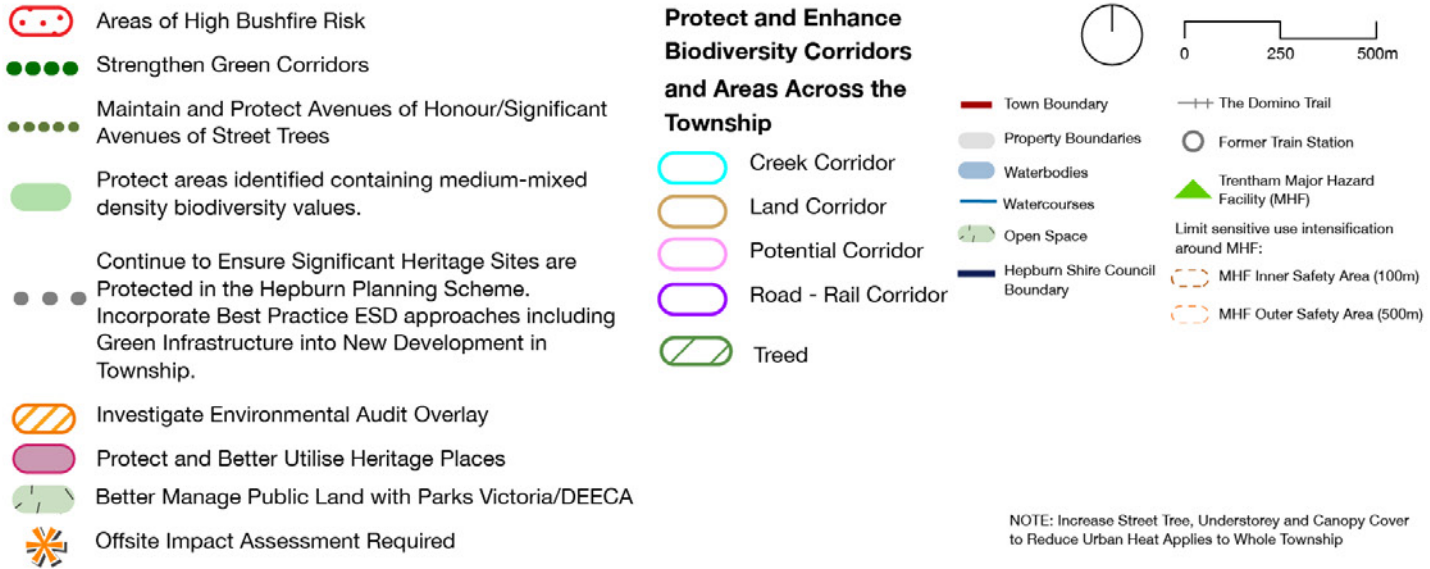 Areas of High Bushfire Risk
Strengthen Green Corridors
Maintain and Protect Avenues of Honour/Significant
Avenues of Street Trees
Protect areas identified containing medium-mixed
density biodiversity values.
Continue to Ensure Significant Heritage Sites are
Protected in the Hepburn Planning Scheme.
Incorporate Best Practice ESD approaches including
Green Infrastructure into New Development in
Township.
Investigate Environmental Audit Overlay
Protect and Better Utilise Heritage Places
Better Manage Public Land with Parks Victoria/DEECA
Offsite Impact Assessment Required
Protect and Enhance
Biodiversity Corridors
and Areas Across the
Township
Creek Corridor
Land Corridor
Potential Corridor
Road - Rail Corridor
Treed
0 250 500m
Town Boundary
Property Boundaries
Waterbodies
Watercourses
Open Space
Hepburn Shire Council
Boundary
The Domino Trail
Former Train Station
Trentham Major Hazard
Facility (MHF)
Limit sensitive use intensification
around MHF:
MHF Inner Safety Area (100m)
MHF Outer Safety Area (500m)
NOTE: Increase Street Tree, Understorey and Canopy Cover
to Reduce Urban Heat Applies to Whole Township